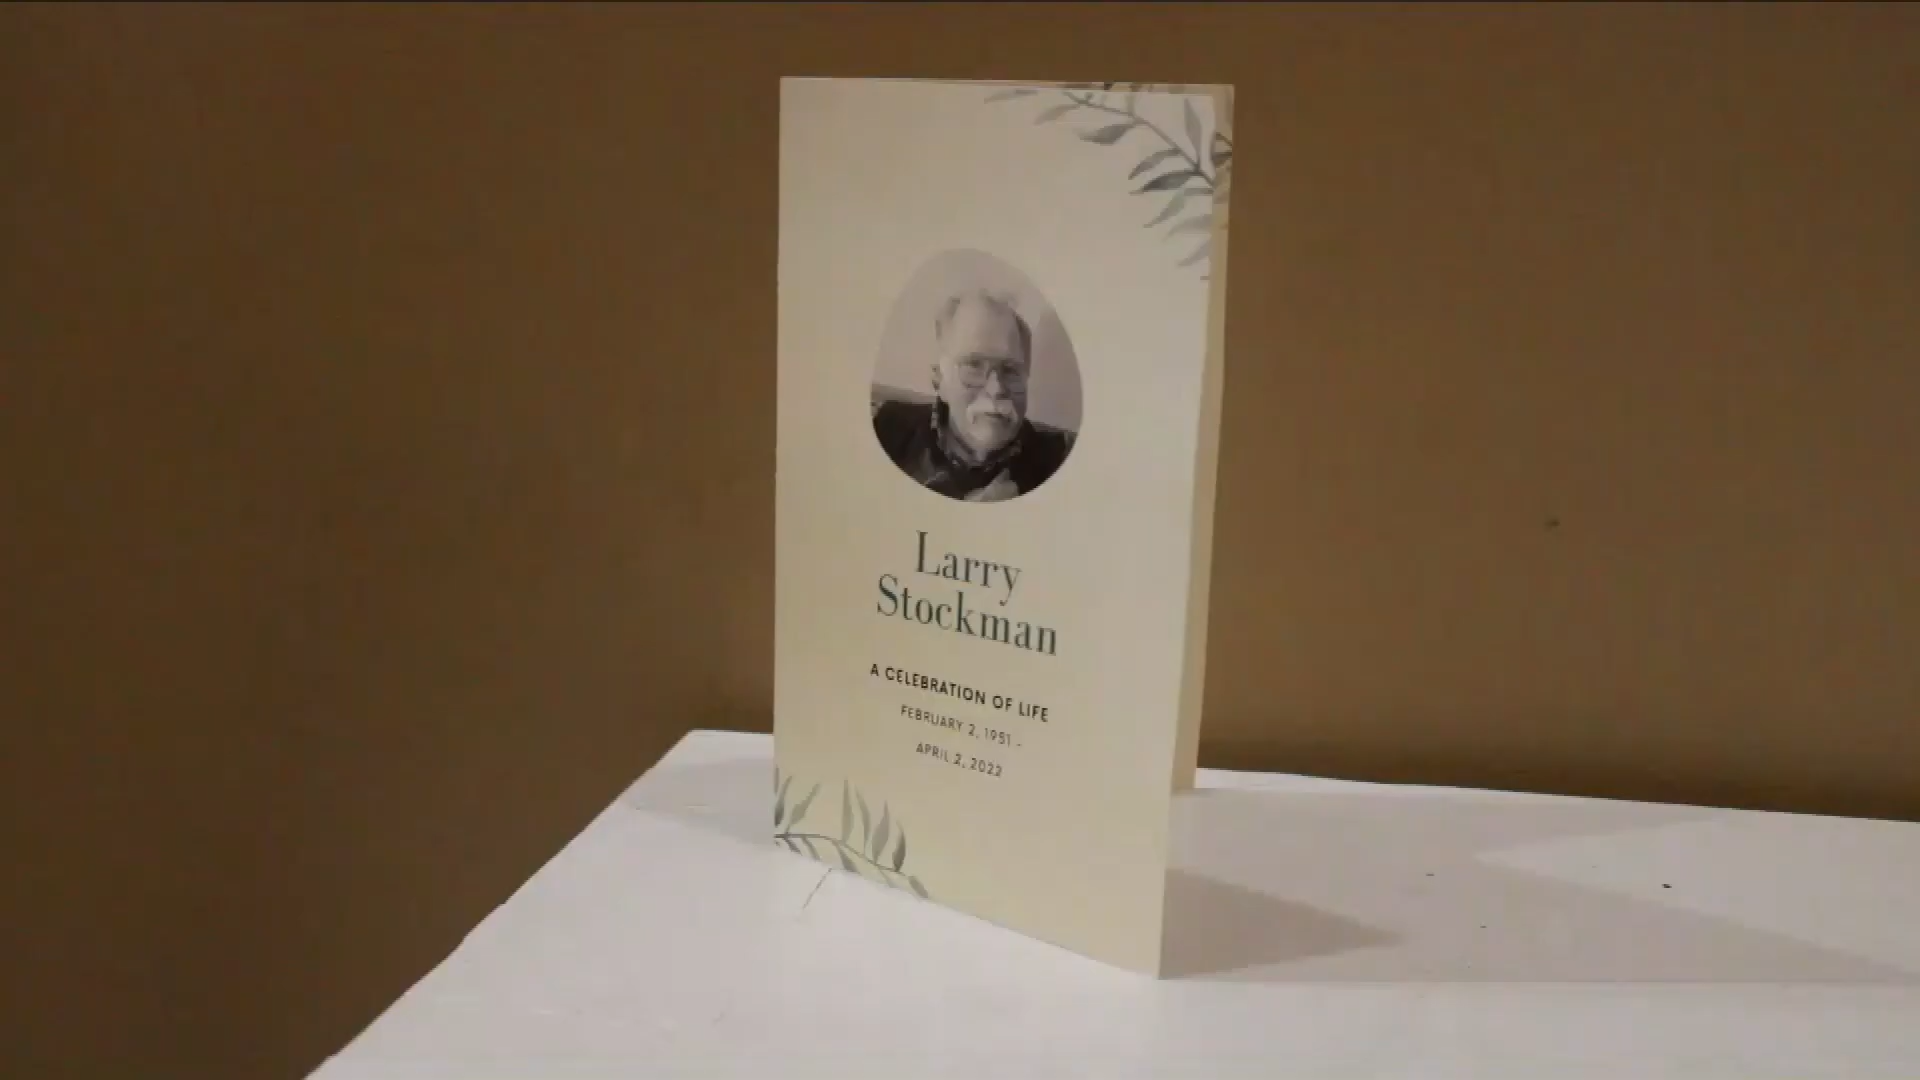 Larry
Stockman
A CELEBRATION OF LIFE
FEBRUARY 2, 1951 -
APRIL 2, 2022